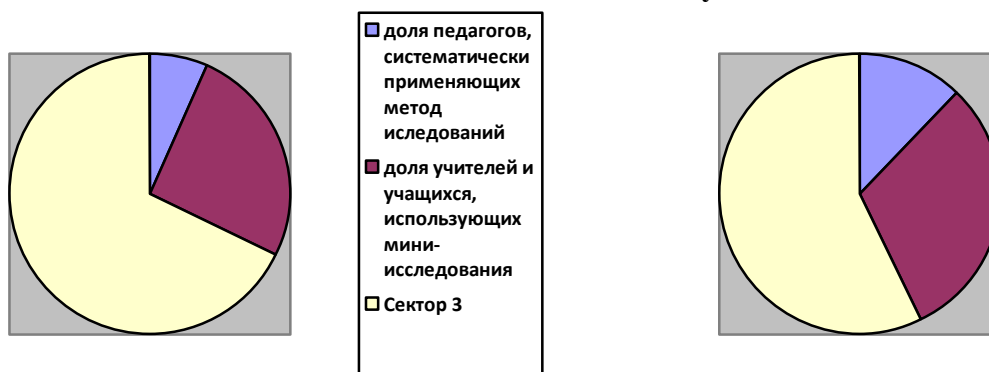 доля педагогов,
систематически
применяющих
метод
иследований
доля учителей и
учащихся,
использующих
мини-
исследования
Сектор 3